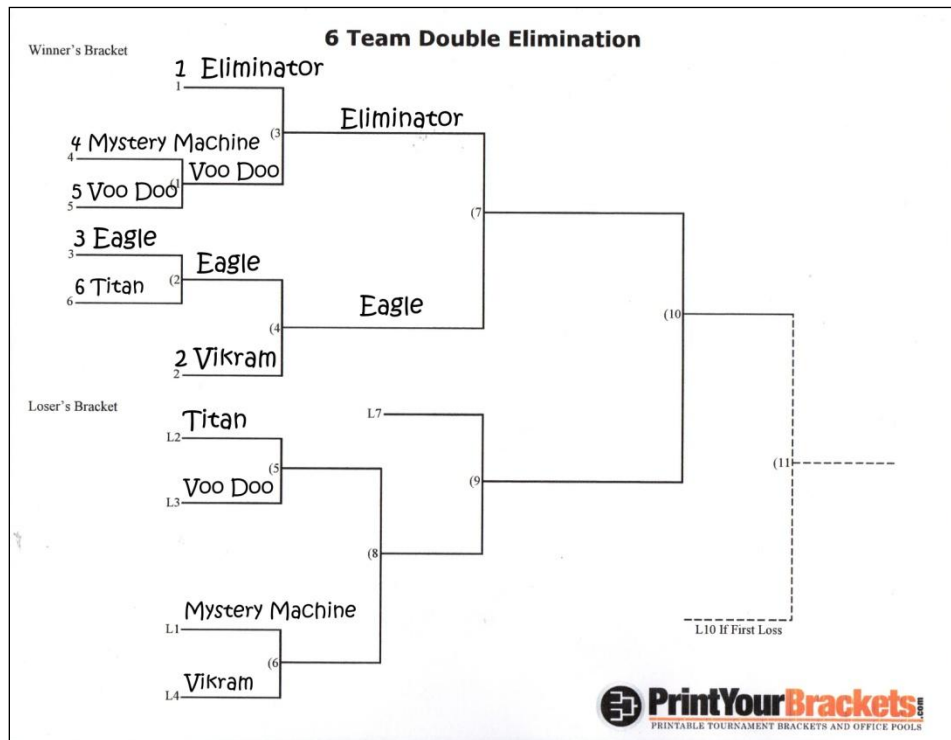 6 Team Double Elimination
Winner's Bracket
1 Eliminator
1
(3
Eliminator
4 Mystery Machine
4
(1
Voo Doo
5 Voo Doo
5
(7
3 Eagle
3
(2
Eagle
6 Titan
6
(4
Eagle
(10
2 Vikram
2
Loser's Bracket
Titan
L2
L7
(5
Voo Doo
L3
(9
(11
(8
Mystery Machine
L1
L10 If First Loss
(6
Vikram
L4
PrintYourBrackets.com
PRINTABLE TOURNAMENT BRACKETS AND OFFICE POOLS